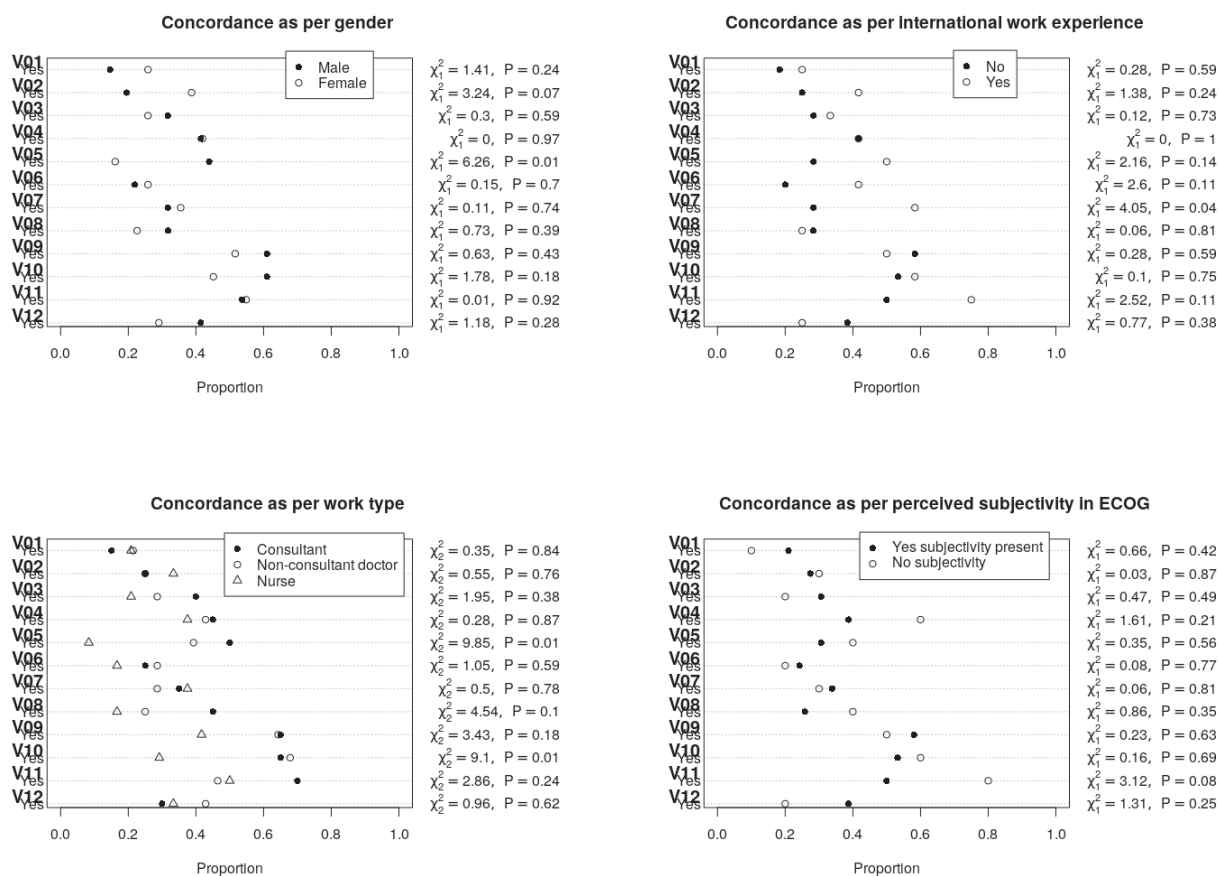 Concordance as per gender
Male
Female
V01
Yes
χ²₁ = 1.41, P = 0.24
V02
Yes
χ²₁ = 3.24, P = 0.07
V03
Yes
χ²₁ = 0.3, P = 0.59
V04
Yes
χ²₁ = 0, P = 0.97
V05
Yes
χ²₁ = 6.26, P = 0.01
V06
Yes
χ²₁ = 0.15, P = 0.7
V07
Yes
χ²₁ = 0.11, P = 0.74
V08
Yes
χ²₁ = 0.73, P = 0.39
V09
Yes
χ²₁ = 0.63, P = 0.43
V10
Yes
χ²₁ = 1.78, P = 0.18
V11
Yes
χ²₁ = 0.01, P = 0.92
V12
Yes
χ²₁ = 1.18, P = 0.28
0.0 0.2 0.4 0.6 0.8 1.0
Proportion
Concordance as per international work experience
No
Yes
V01
Yes
χ²₁ = 0.28, P = 0.59
V02
Yes
χ²₁ = 1.38, P = 0.24
V03
Yes
χ²₁ = 0.12, P = 0.73
V04
Yes
χ²₁ = 0, P = 1
V05
Yes
χ²₁ = 2.16, P = 0.14
V06
Yes
χ²₁ = 2.6, P = 0.11
V07
Yes
χ²₁ = 4.05, P = 0.04
V08
Yes
χ²₁ = 0.06, P = 0.81
V09
Yes
χ²₁ = 0.28, P = 0.59
V10
Yes
χ²₁ = 0.1, P = 0.75
V11
Yes
χ²₁ = 2.52, P = 0.11
V12
Yes
χ²₁ = 0.77, P = 0.38
0.0 0.2 0.4 0.6 0.8 1.0
Proportion
Concordance as per work type
Consultant
Non-consultant doctor
Nurse
V01
Yes
χ²₂ = 0.35, P = 0.84
V02
Yes
χ²₂ = 0.55, P = 0.76
V03
Yes
χ²₂ = 1.95, P = 0.38
V04
Yes
χ²₂ = 0.28, P = 0.87
V05
Yes
χ²₂ = 9.85, P = 0.01
V06
Yes
χ²₂ = 1.05, P = 0.59
V07
Yes
χ²₂ = 0.5, P = 0.78
V08
Yes
χ²₂ = 4.54, P = 0.1
V09
Yes
χ²₂ = 3.43, P = 0.18
V10
Yes
χ²₂ = 9.1, P = 0.01
V11
Yes
χ²₂ = 2.86, P = 0.24
V12
Yes
χ²₂ = 0.96, P = 0.62
0.0 0.2 0.4 0.6 0.8 1.0
Proportion
Concordance as per perceived subjectivity in ECOG
Yes subjectivity present
No subjectivity
V01
Yes
χ²₁ = 0.66, P = 0.42
V02
Yes
χ²₁ = 0.03, P = 0.87
V03
Yes
χ²₁ = 0.47, P = 0.49
V04
Yes
χ²₁ = 1.61, P = 0.21
V05
Yes
χ²₁ = 0.35, P = 0.56
V06
Yes
χ²₁ = 0.08, P = 0.77
V07
Yes
χ²₁ = 0.06, P = 0.81
V08
Yes
χ²₁ = 0.86, P = 0.35
V09
Yes
χ²₁ = 0.23, P = 0.63
V10
Yes
χ²₁ = 0.16, P = 0.69
V11
Yes
χ²₁ = 3.12, P = 0.08
V12
Yes
χ²₁ = 1.31, P = 0.25
0.0 0.2 0.4 0.6 0.8 1.0
Proportion